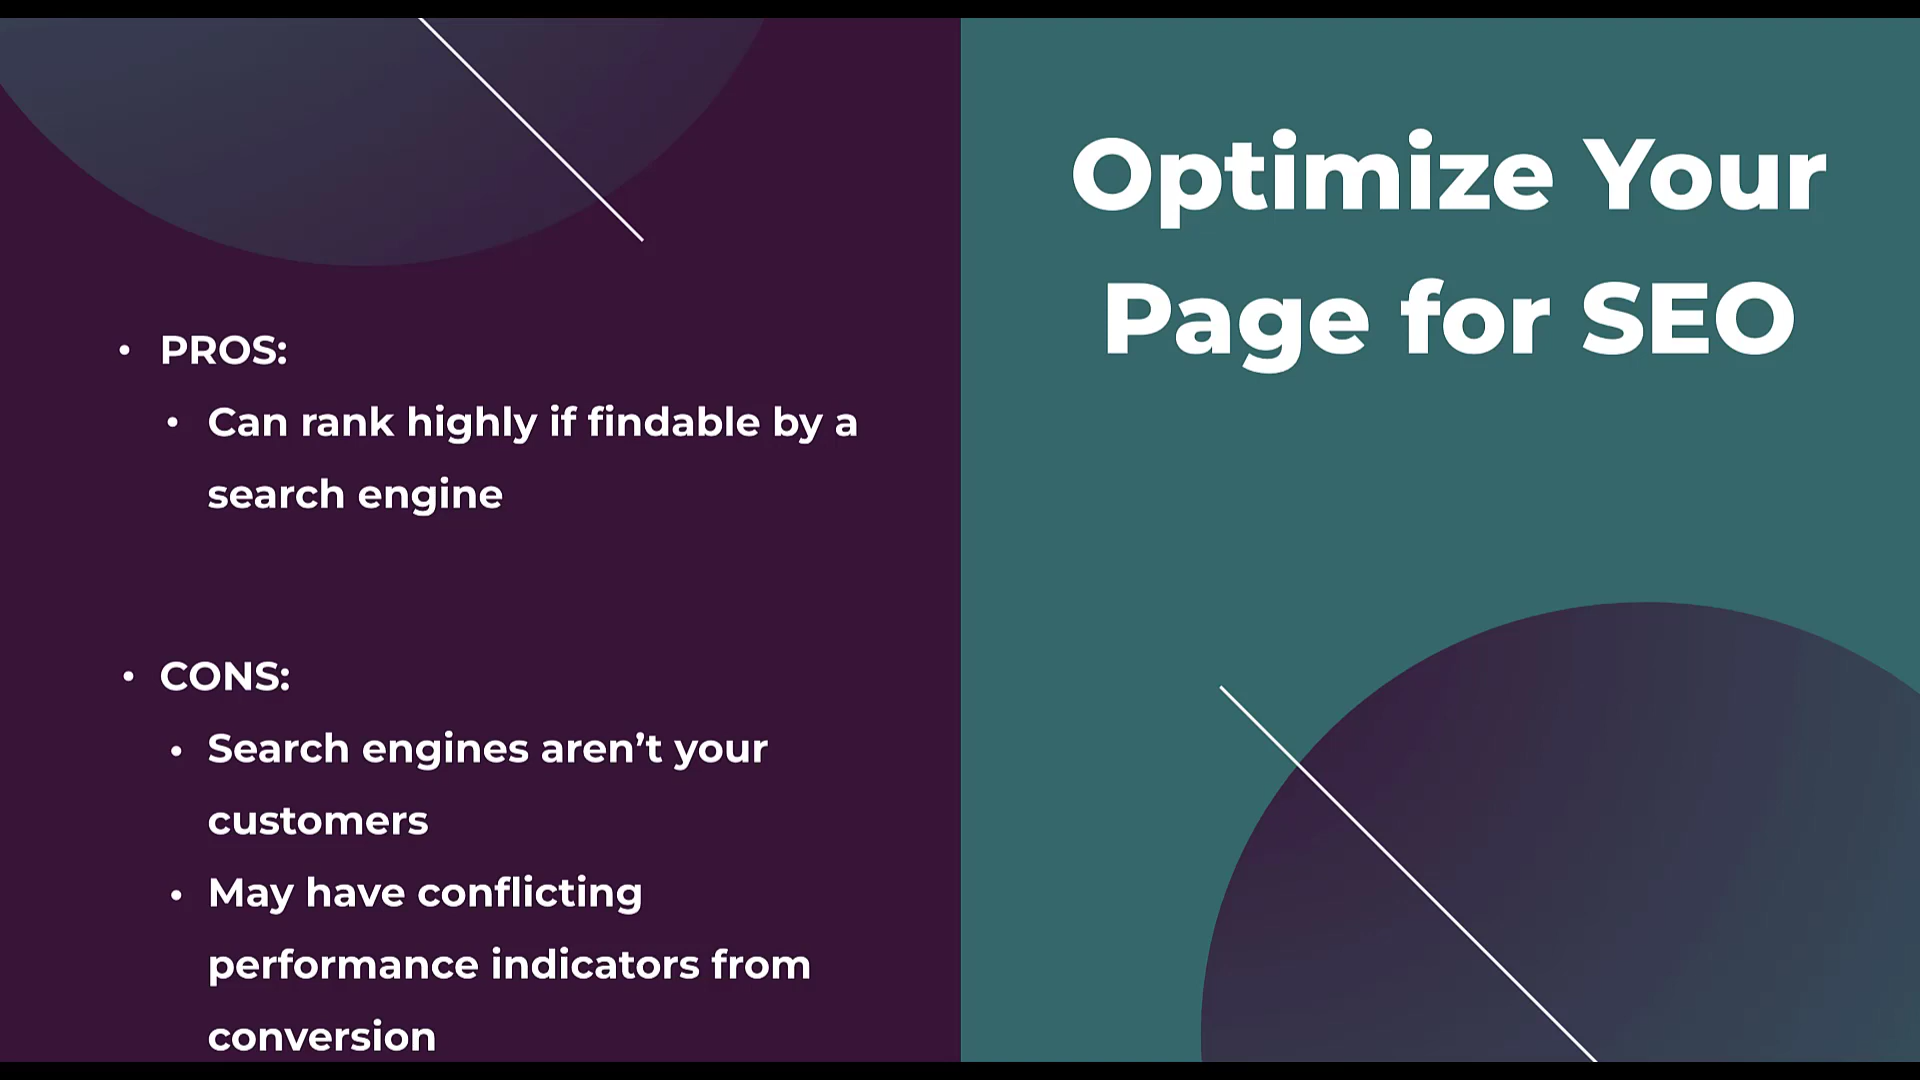 Optimize Your
Page for SEO
• PROS:
• Can rank highly if findable by a
search engine
• CONS:
• Search engines aren’t your
customers
• May have conflicting
performance indicators from
conversion